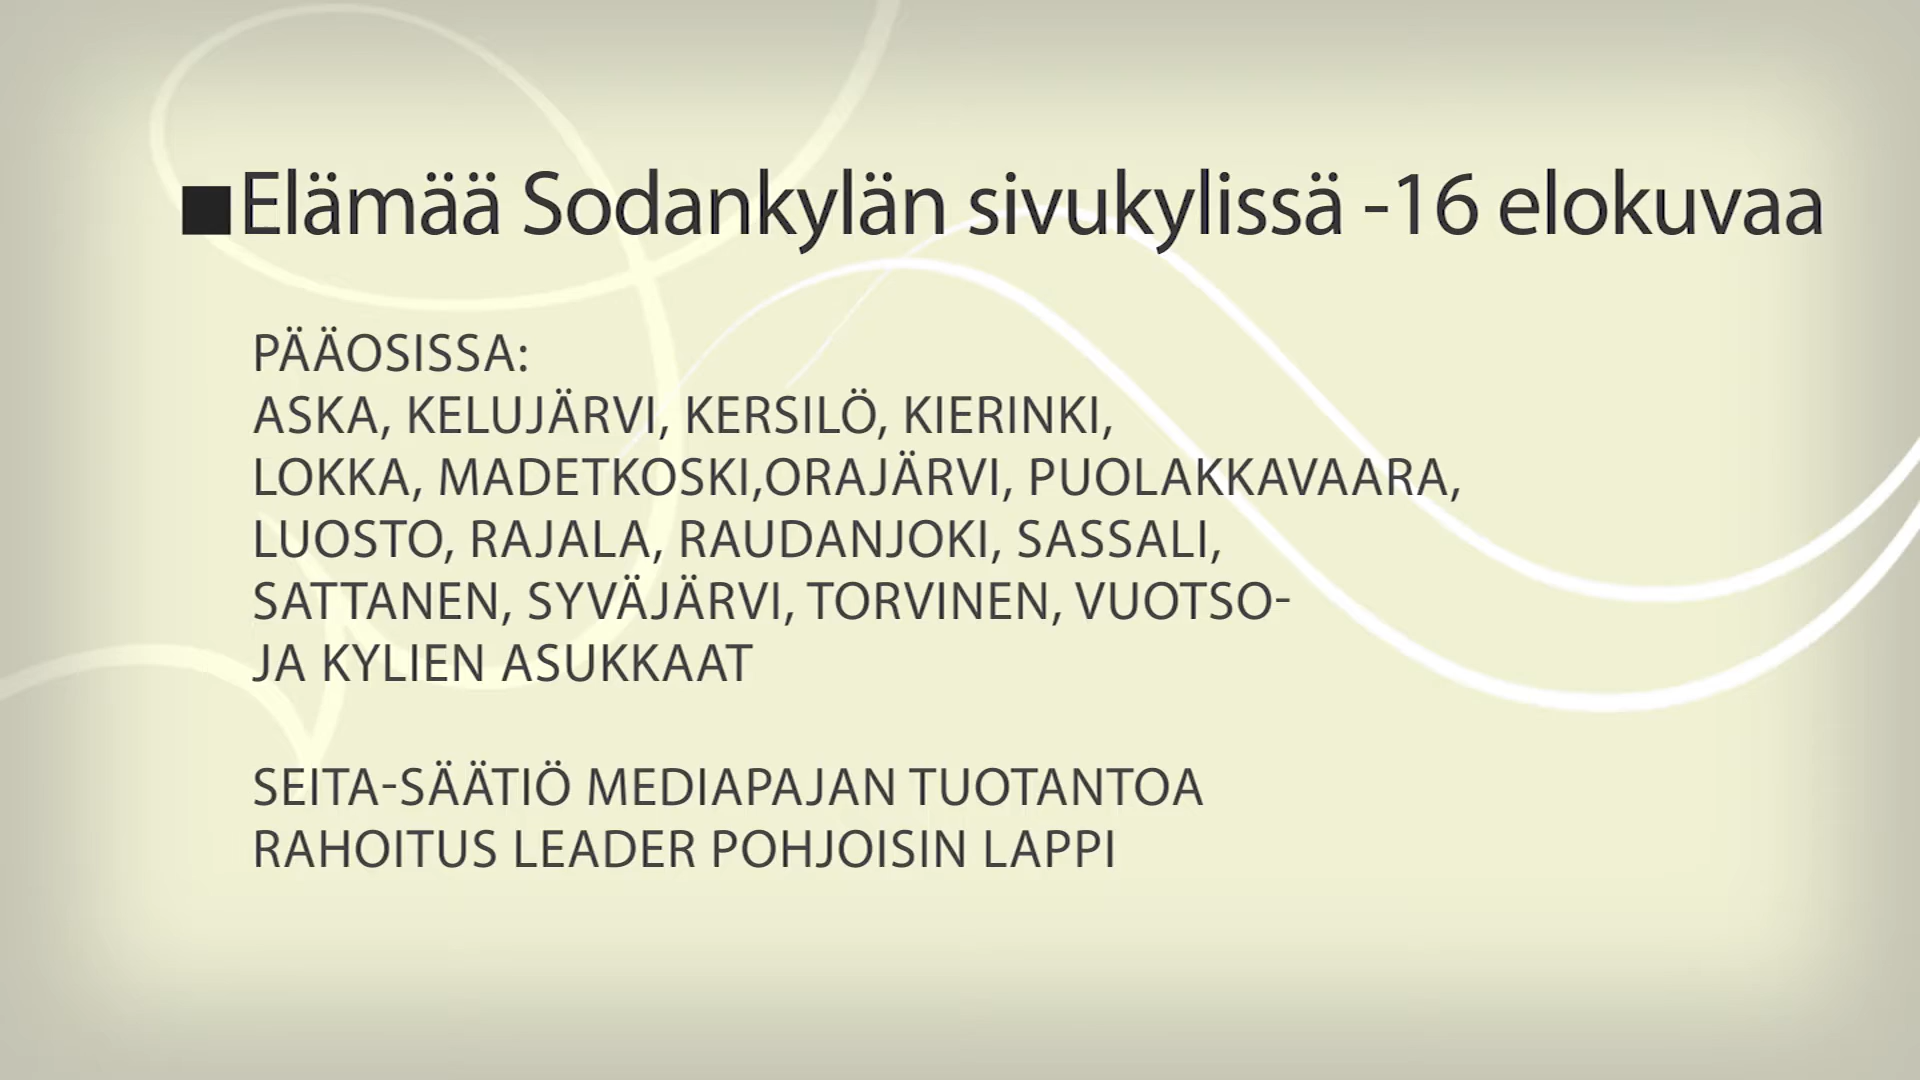 ■Elämää Sodankylän sivukylissä -16 elokuvaa
PÄÄOSISSA:
ASKA, KELUJÄRVI, KERSILÖ, KIERINKI,
LOKKA, MADETKOSKI,ORAJÄRVI, PUOLAKKAVAARA,
LUOSTO, RAJALA, RAUDANJOKI, SASSALI,
SATTANEN, SYVÄJÄRVI, TORVINEN, VUOTSO-
JA KYLIEN ASUKKAAT
SEITA-SÄÄTIÖ MEDIAPAJAN TUOTANTOA
RAHOITUS LEADER POHJOISIN LAPPI